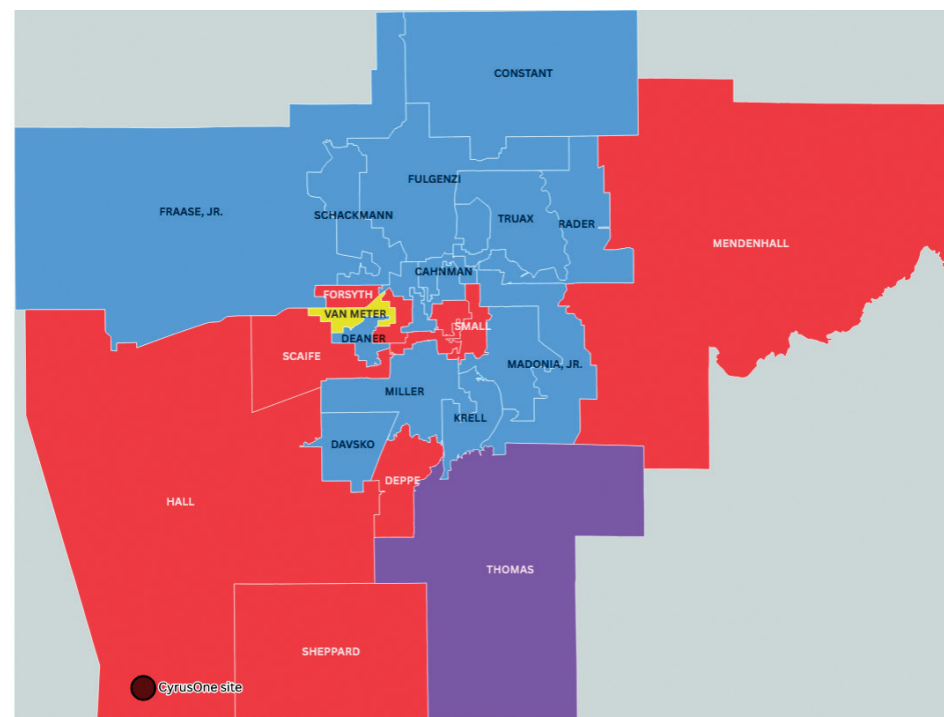 CONSTANT
FULGENZI
FRAASE, JR.
SCHACKMANN
TRUAX
RADER
MENDENHALL
CAHNMAN
FORSYTH
VAN METER
SMALL
DEANER
SCAIFE
MADONIA, JR.
MILLER
KRELL
DAVSKO
DEPPE
HALL
THOMAS
SHEPPARD
CyrusOne site